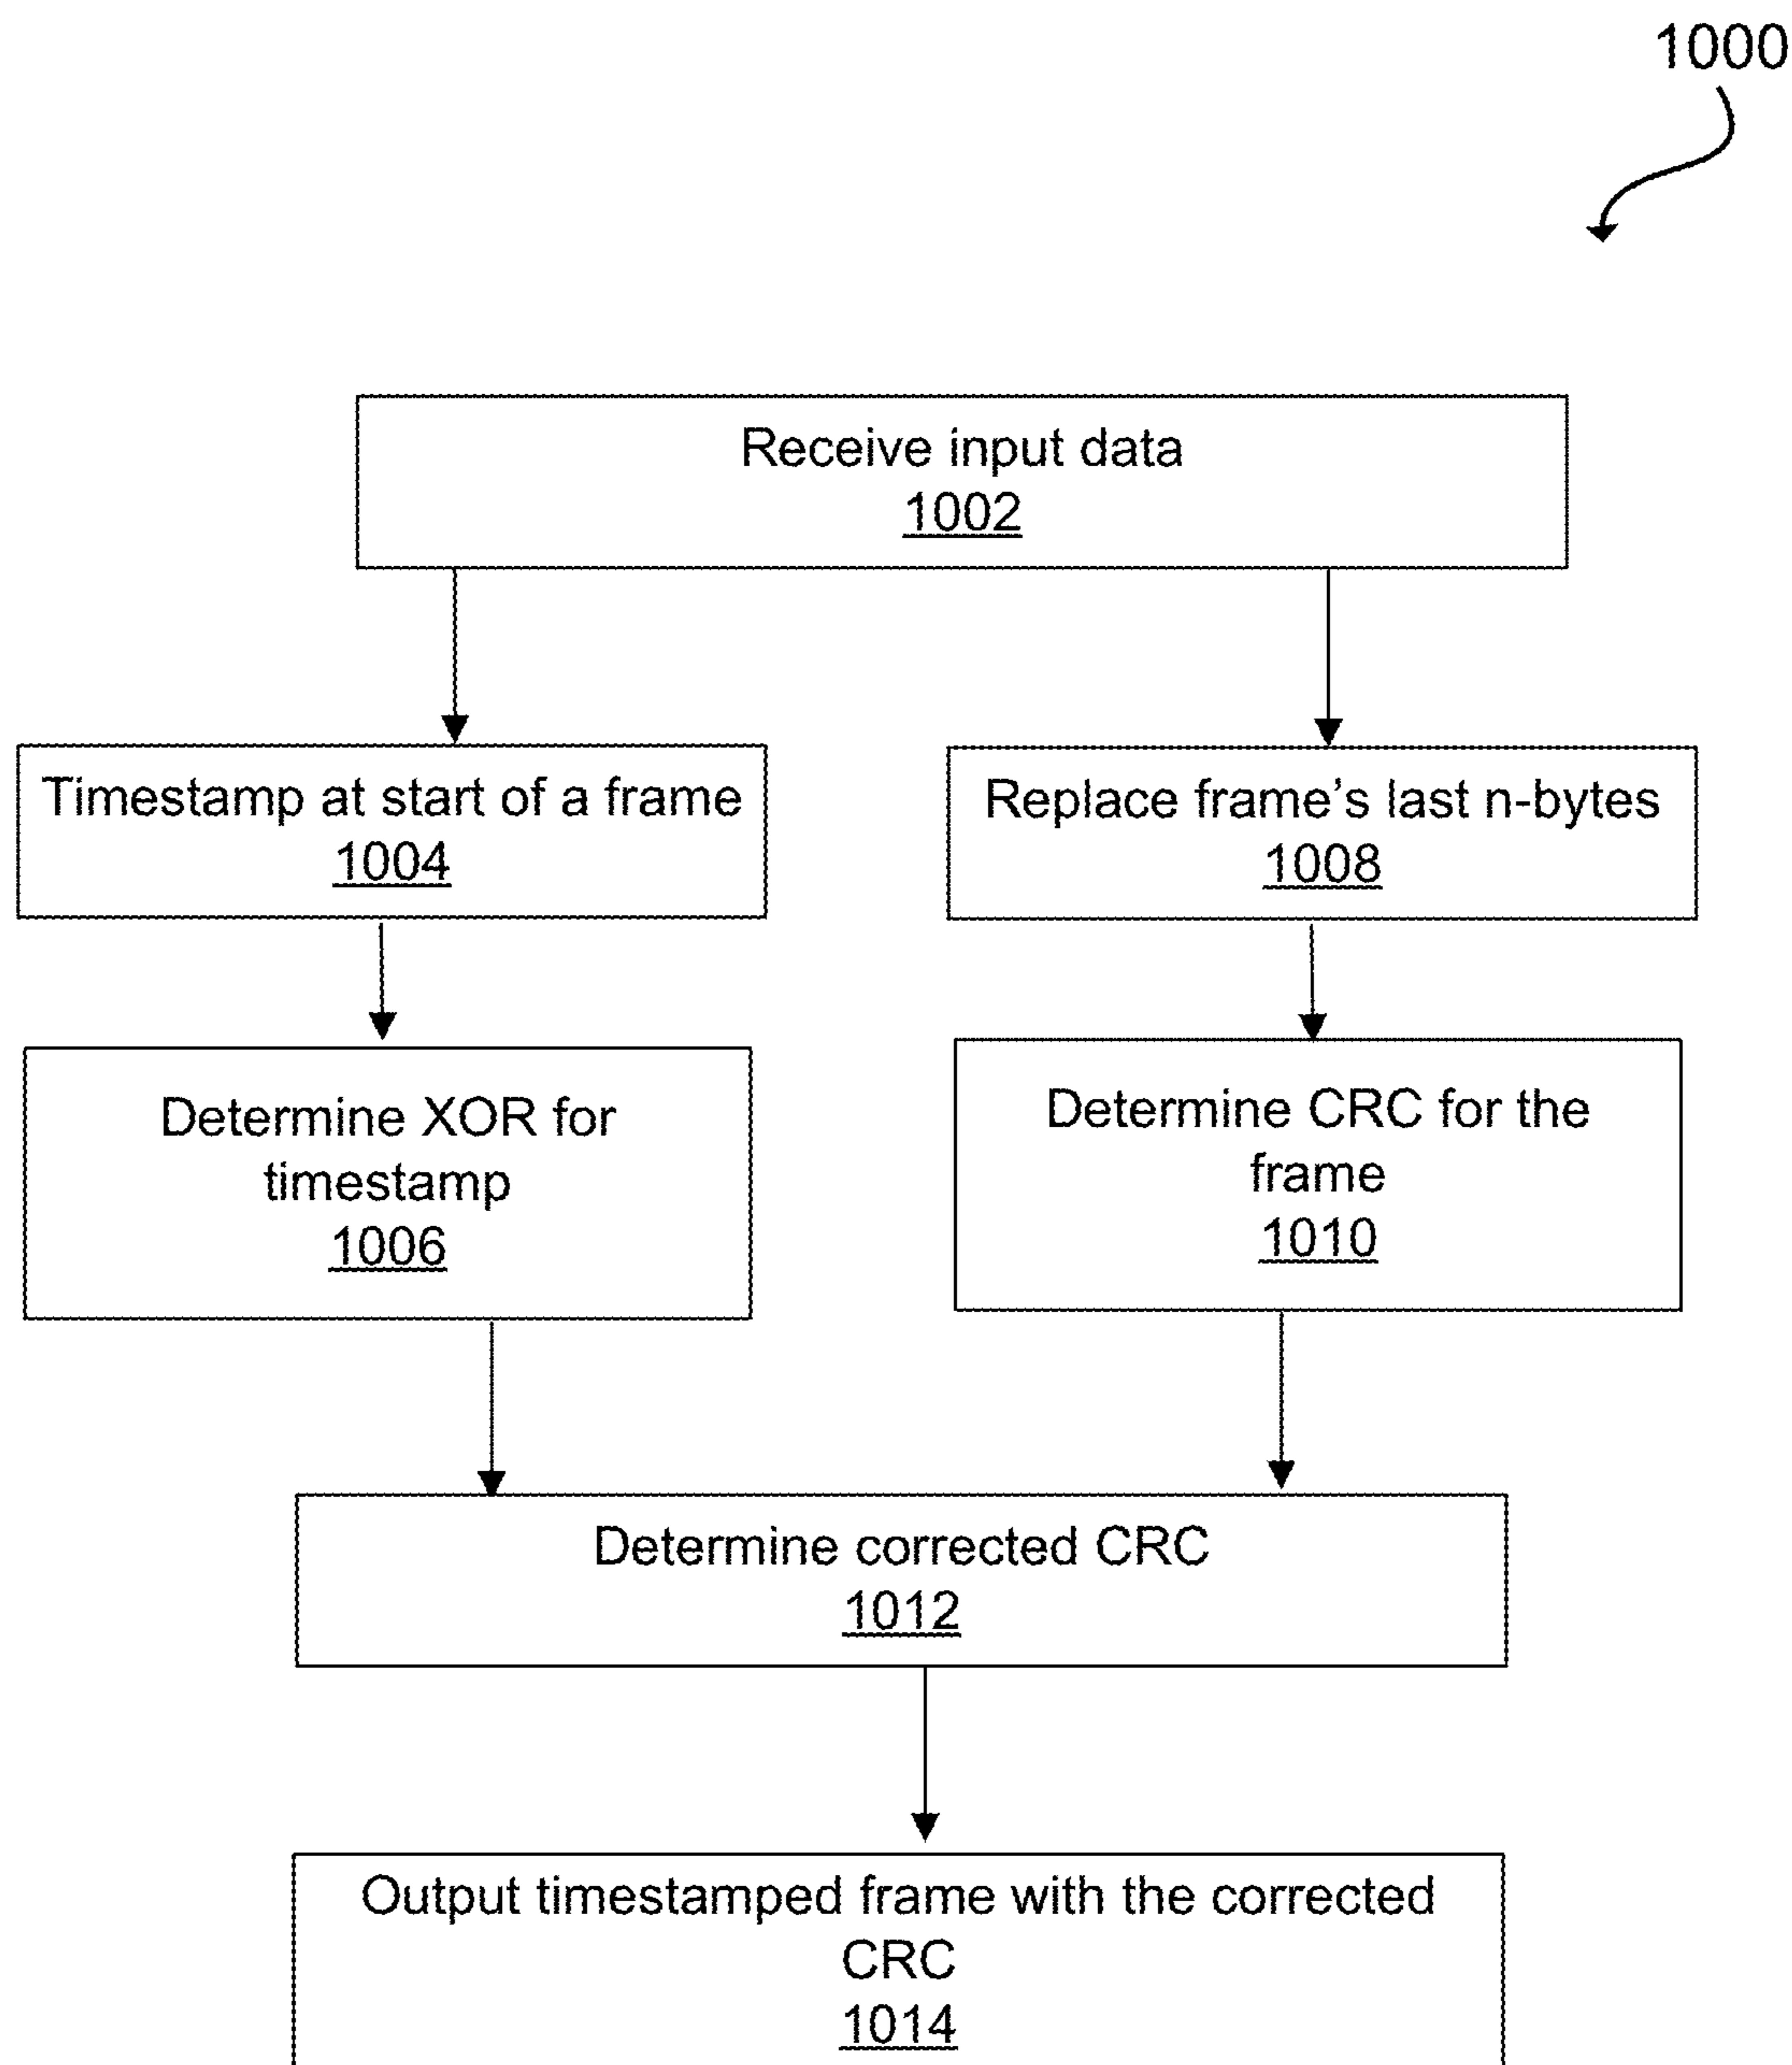 1000
Receive input data
1002
Timestamp at start of a frame
1004
Replace frame’s last n-bytes
1008
Determine XOR for
timestamp
1006
Determine CRC for the
frame
1010
Determine corrected CRC
1012
Output timestamped frame with the corrected
CRC
1014